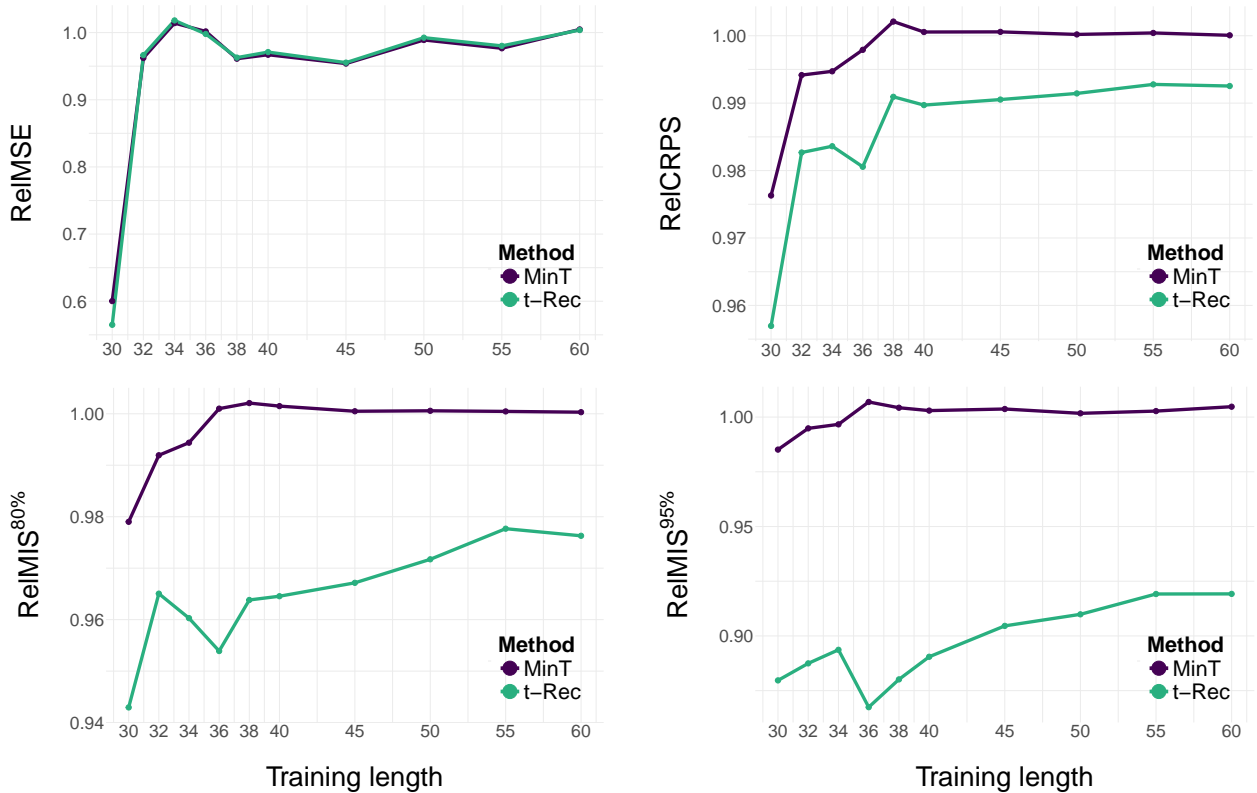 RelMSE
1.0
0.9
0.8
0.7
0.6
30 32 34 36 38 40 45 50 55 60
Method
MinT
t−Rec
RelCRPS
1.00
0.99
0.98
0.97
0.96
30 32 34 36 38 40 45 50 55 60
Method
MinT
t−Rec
RelMIS80%
1.00
0.98
0.96
0.94
30 32 34 36 38 40 45 50 55 60
Training length
Method
MinT
t−Rec
RelMIS95%
1.00
0.95
0.90
30 32 34 36 38 40 45 50 55 60
Training length
Method
MinT
t−Rec